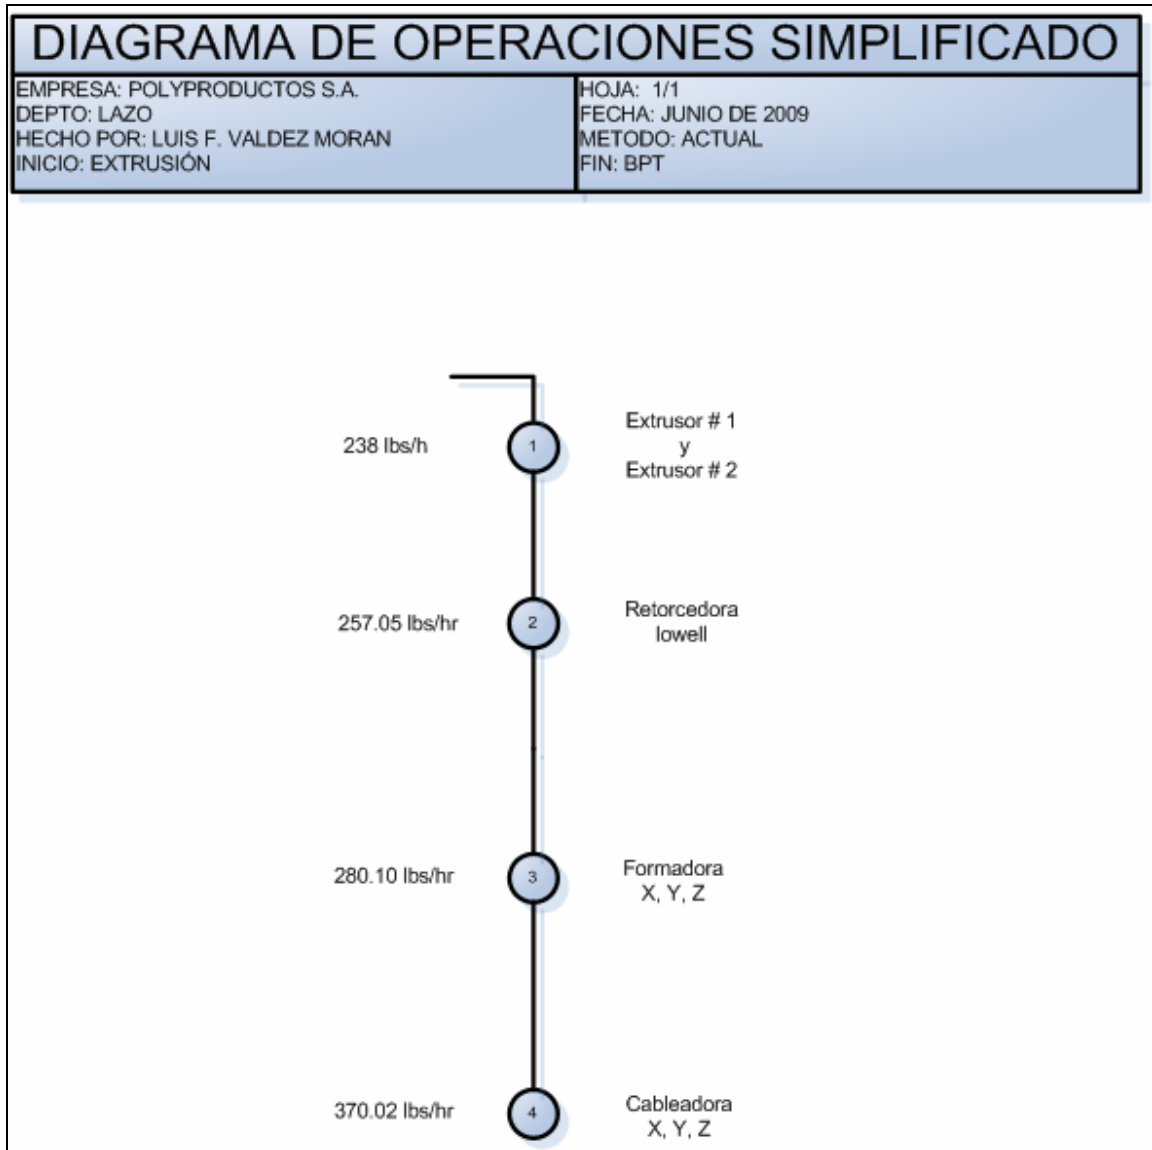 DIAGRAMA DE OPERACIONES SIMPLIFICADO
EMPRESA: POLYPRODUCTOS S.A.
DEPTO: LAZO
HECHO POR: LUIS F. VALDEZ MORAN
INICIO: EXTRUSIÓN
HOJA: 1/1
FECHA: JUNIO DE 2009
METODO: ACTUAL
FIN: BPT
238 lbs/h
1
Extrusor # 1
y
Extrusor # 2
257.05 lbs/hr
2
Retorcedora
lowell
280.10 lbs/hr
3
Formadora
X, Y, Z
370.02 lbs/hr
4
Cableadora
X, Y, Z